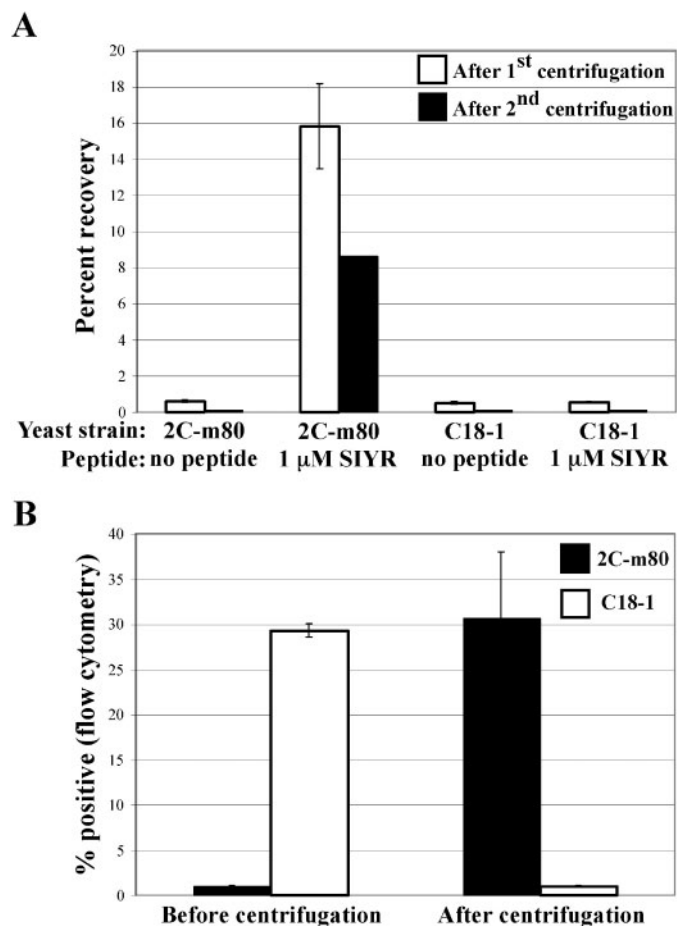 A
20
18
16
14
12
10
8
6
4
2
0
Percent recovery
After 1st centrifugation
After 2nd centrifugation
Yeast strain: 2C-m80 2C-m80 C18-1 C18-1
Peptide: no peptide 1 μM SIYR no peptide 1 μM SIYR
B
40
35
30
25
20
15
10
5
0
% positive (flow cytometry)
2C-m80
C18-1
Before centrifugation After centrifugation